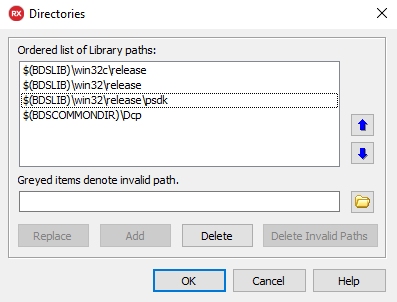 RX Directories
Ordered list of Library paths:
$(BDSLIB)\win32c\release
$(BDSLIB)\win32\release
$(BDSLIB)\win32\release\psdk
$(BDSCOMMONDIR)\Dcp
Greyed items denote invalid path.
Replace Add Delete Delete Invalid Paths
OK Cancel Help